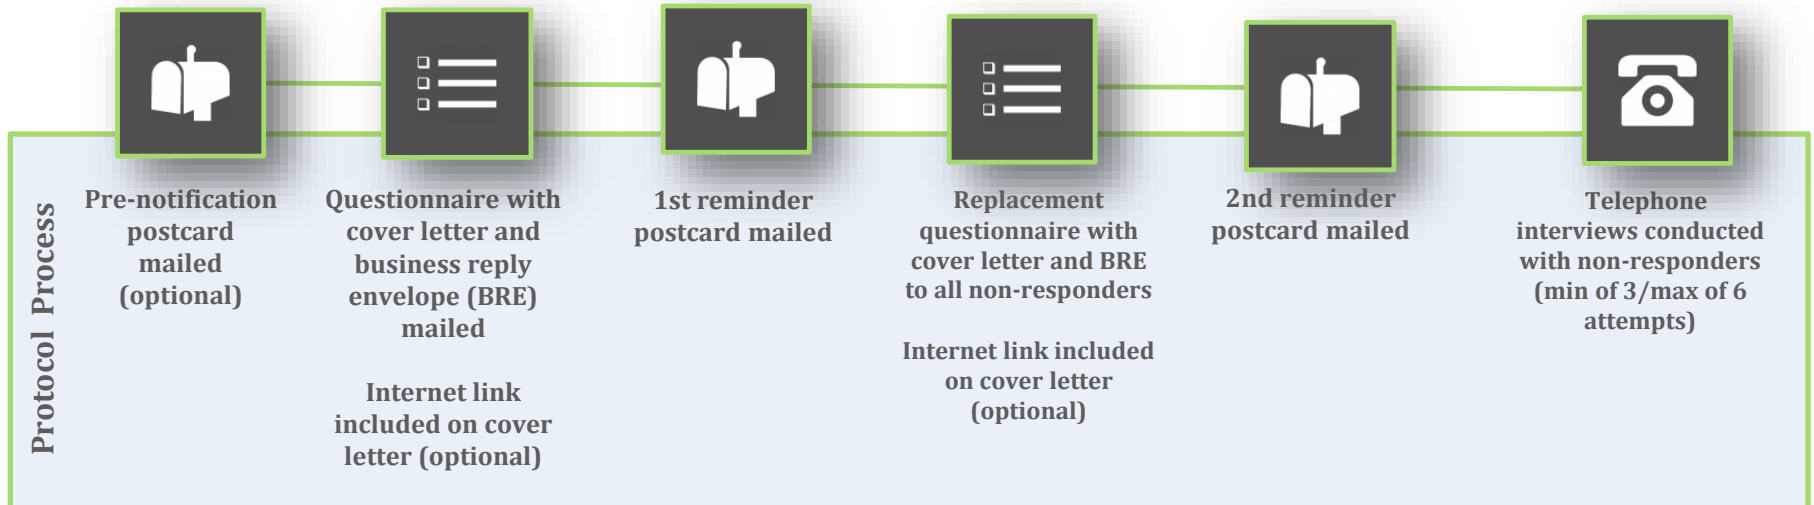 Protocol Process
Pre-notification
postcard
mailed
(optional)
Questionnaire with
cover letter and
business reply
envelope (BRE)
mailed
Internet link
included on cover
letter (optional)
1st reminder
postcard mailed
Replacement
questionnaire with
cover letter and BRE
to all non-responders
Internet link included
on cover letter
(optional)
2nd reminder
postcard mailed
Telephone
interviews conducted
with non-responders
(min of 3/max of 6
attempts)